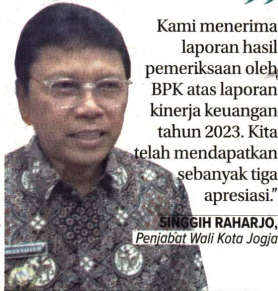 Kami menerima
laporan hasil
pemeriksaan oleh
BPK atas laporan
kinerja keuangan
tahun 2023. Kita
telah mendapatkan
sebanyak tiga
apresiasi.”
SINGGIH RAHARJO,
Penjabat Wali Kota Jogja